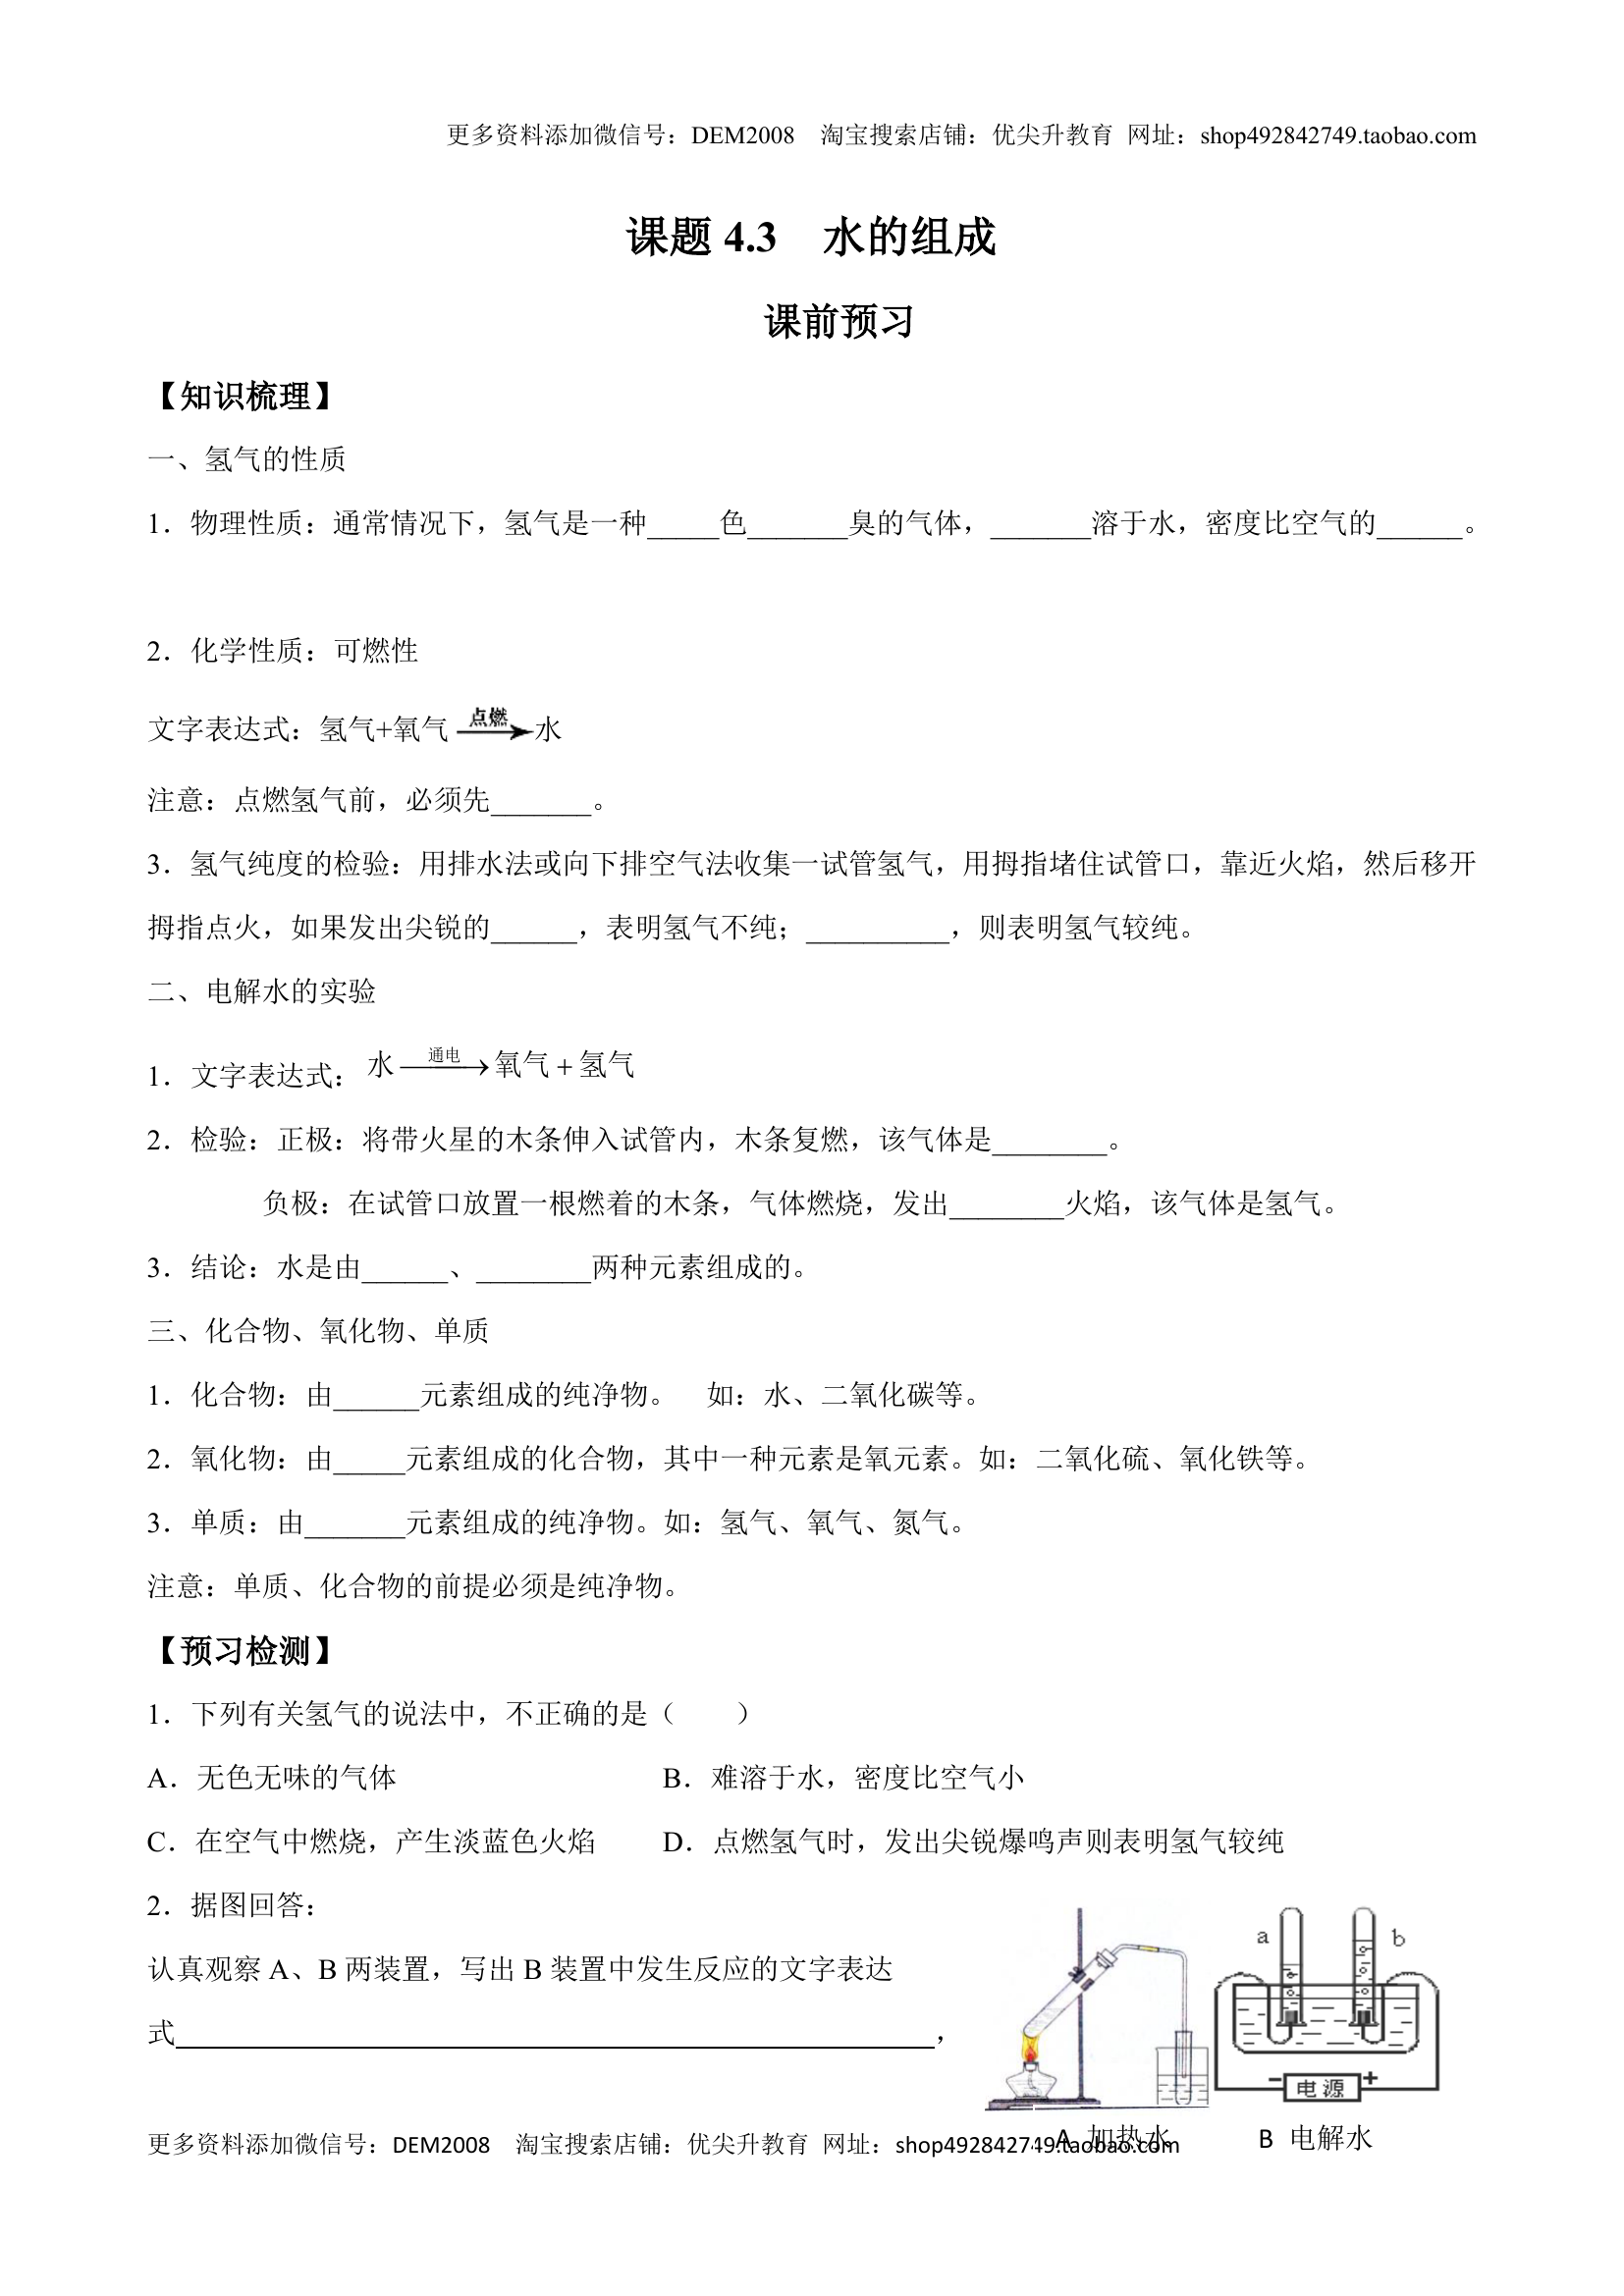 更多资料添加微信号：DEM2008　淘宝搜索店铺：优尖升教育 网址：shop492842749.taobao.com
课题 4.3　水的组成
课前预习
【知识梳理】
一、氢气的性质
1．物理性质：通常情况下，氢气是一种_____色_______臭的气体，_______溶于水，密度比空气的______。
2．化学性质：可燃性
文字表达式：氢气+氧气 点燃 水
注意：点燃氢气前，必须先_______。
3．氢气纯度的检验：用排水法或向下排空气法收集一试管氢气，用拇指堵住试管口，靠近火焰，然后移开
拇指点火，如果发出尖锐的______，表明氢气不纯；__________，则表明氢气较纯。
二、电解水的实验
1．文字表达式：水 通电 氧气 + 氢气
2．检验：正极：将带火星的木条伸入试管内，木条复燃，该气体是________。
负极：在试管口放置一根燃着的木条，气体燃烧，发出________火焰，该气体是氢气。
3．结论：水是由______、________两种元素组成的。
三、化合物、氧化物、单质
1．化合物：由______元素组成的纯净物。　如：水、二氧化碳等。
2．氧化物：由_____元素组成的化合物，其中一种元素是氧元素。如：二氧化硫、氧化铁等。
3．单质：由_______元素组成的纯净物。如：氢气、氧气、氮气。
注意：单质、化合物的前提必须是纯净物。
【预习检测】
1．下列有关氢气的说法中，不正确的是（　　）
A．无色无味的气体　　B．难溶于水，密度比空气小
C．在空气中燃烧，产生淡蓝色火焰　　D．点燃氢气时，发出尖锐爆鸣声则表明氢气较纯
2．据图回答：
认真观察 A、B 两装置，写出 B 装置中发生反应的文字表达
式__________________________，
a b
− 电源 +
A 加热水　　B 电解水
更多资料添加微信号：DEM2008　淘宝搜索店铺：优尖升教育 网址：shop492842749.taobao.com